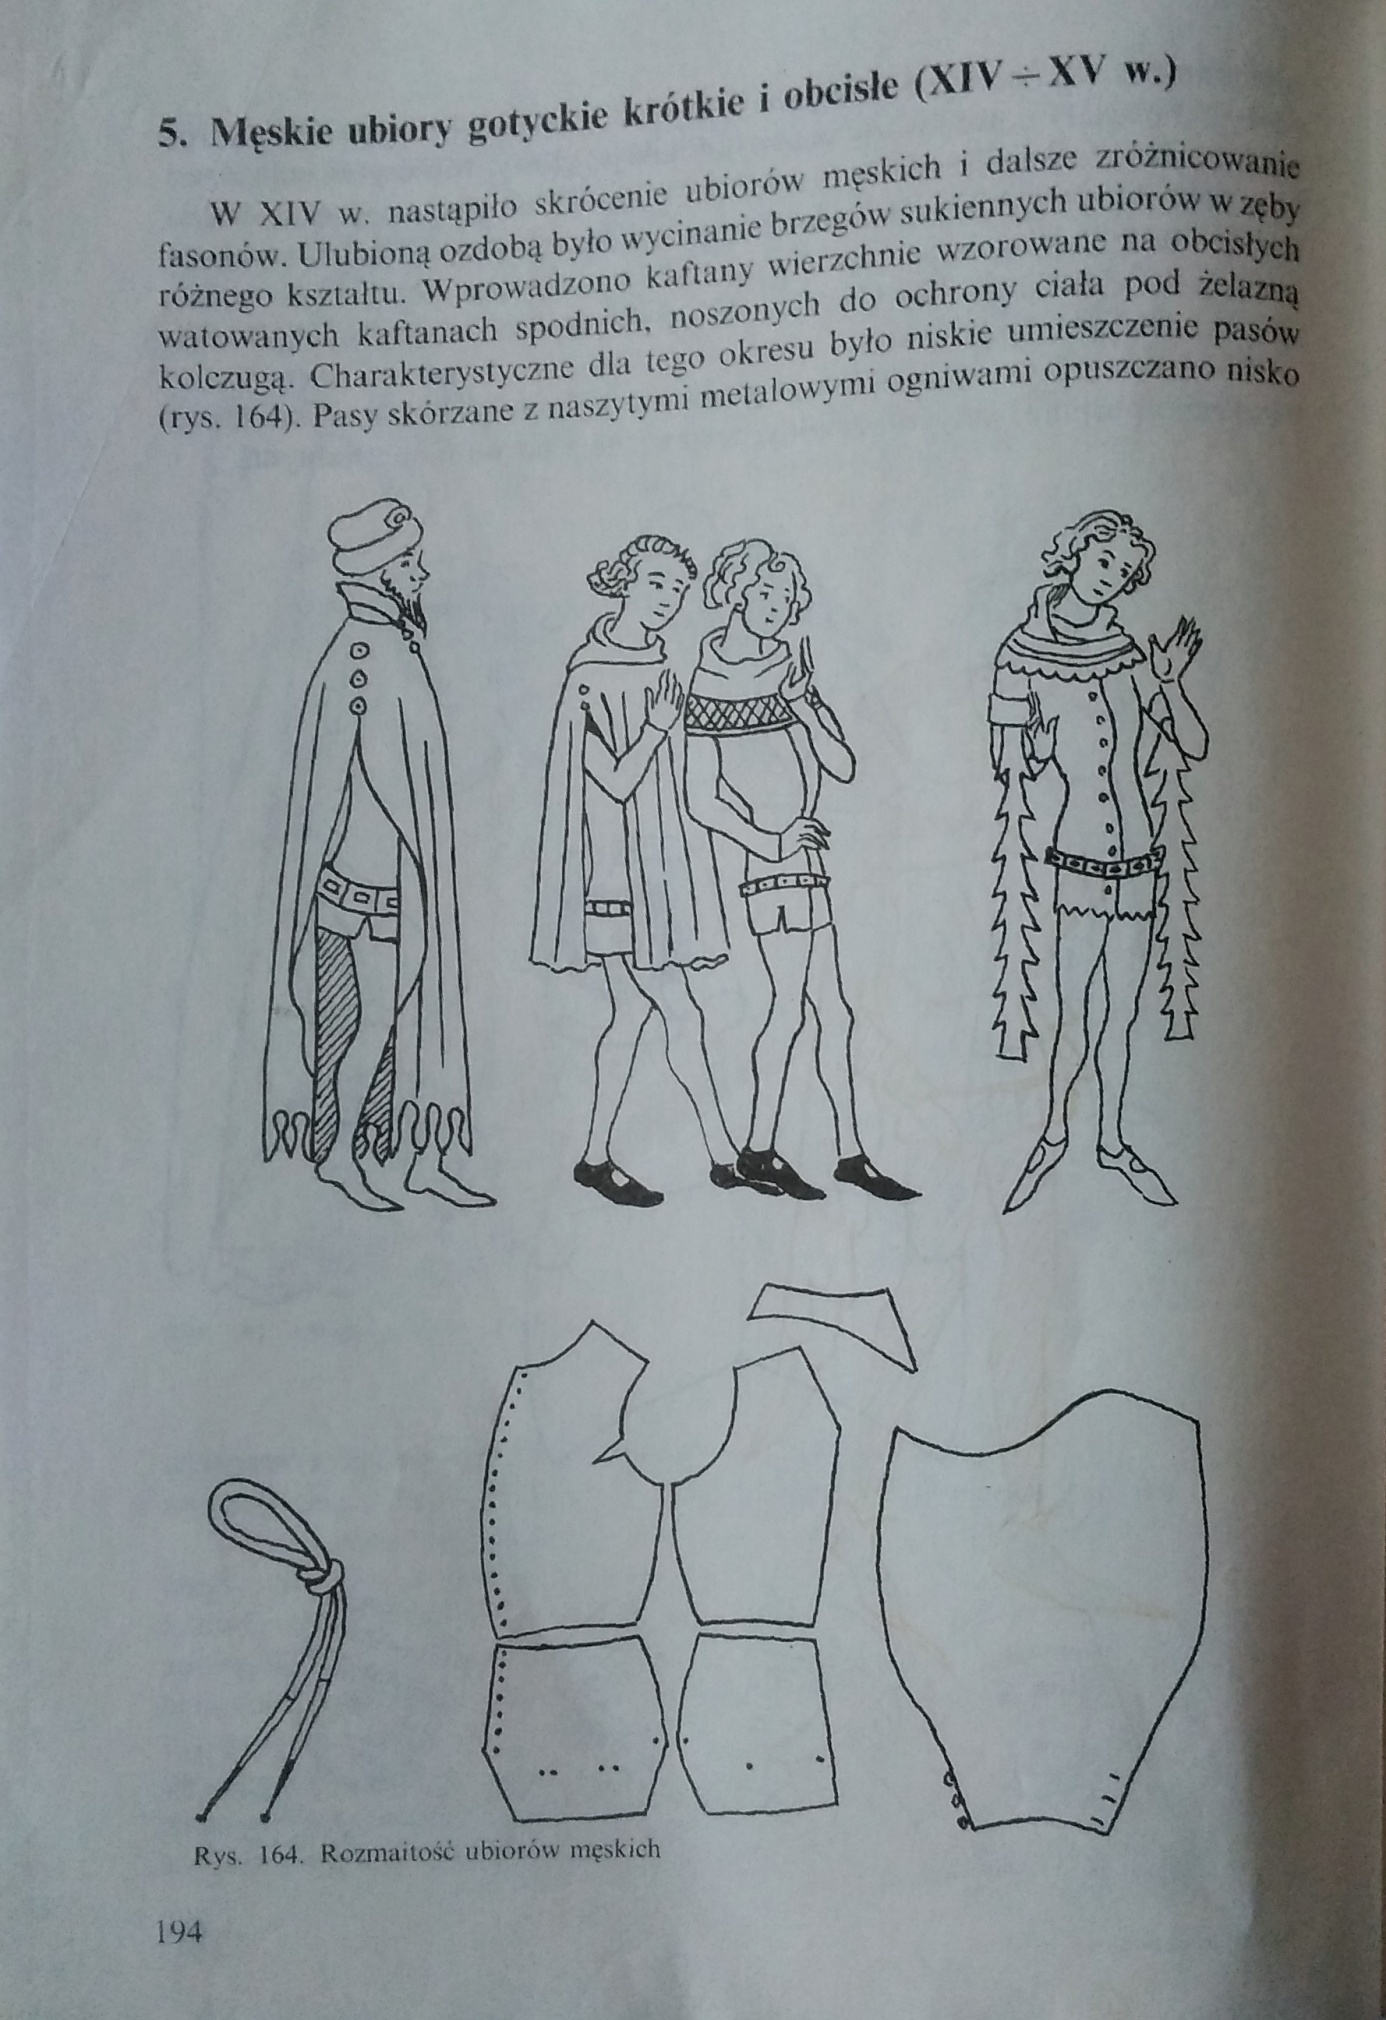 5. Męskie ubiory gotyckie krótkie i obcisłe (XIV ÷ XV w.)
W XIV w. nastąpiło skrócenie ubiorów męskich i dalsze zróżnicowanie
fasonów. Ulubioną ozdobą było wycinanie brzegów sukiennych ubiorów w zęby
różnego kształtu. Wprowadzono kaftany wierzchnie wzorowane na obcisłych
watowanych kaftanach spodnich, noszonych do ochrony ciała pod żelazną
kolczugą. Charakterystyczne dla tego okresu było niskie umieszczenie pasów
(rys. 164). Pasy skórzane z naszytymi metalowymi ogniwami opuszczano nisko
Rys. 164. Rozmaitość ubiorów męskich
194